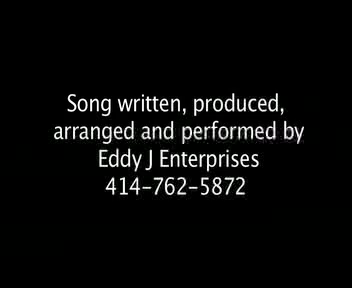 Song written, produced,
arranged and performed by
Eddy J Enterprises
414-762-5872